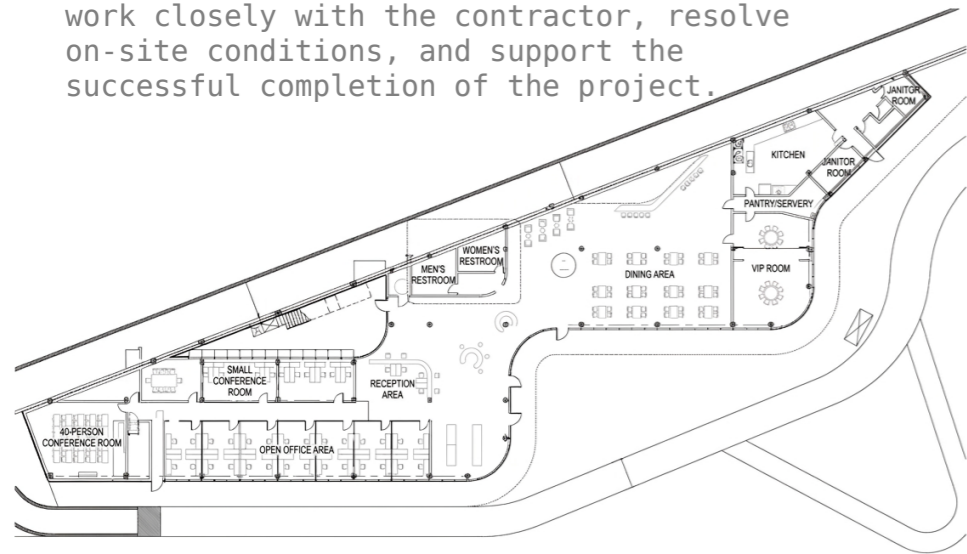 work closely with the contractor, resolve
on-site conditions, and support the
successful completion of the project.
JANITOR
ROOM
KITCHEN
JANITOR
ROOM
PANTRY/SERVERY
WOMEN'S
RESTROOM
MEN'S
RESTROOM
DINING AREA
VIP ROOM
SMALL
CONFERENCE
ROOM
RECEPTION
AREA
40-PERSON
CONFERENCE ROOM
OPEN OFFICE AREA